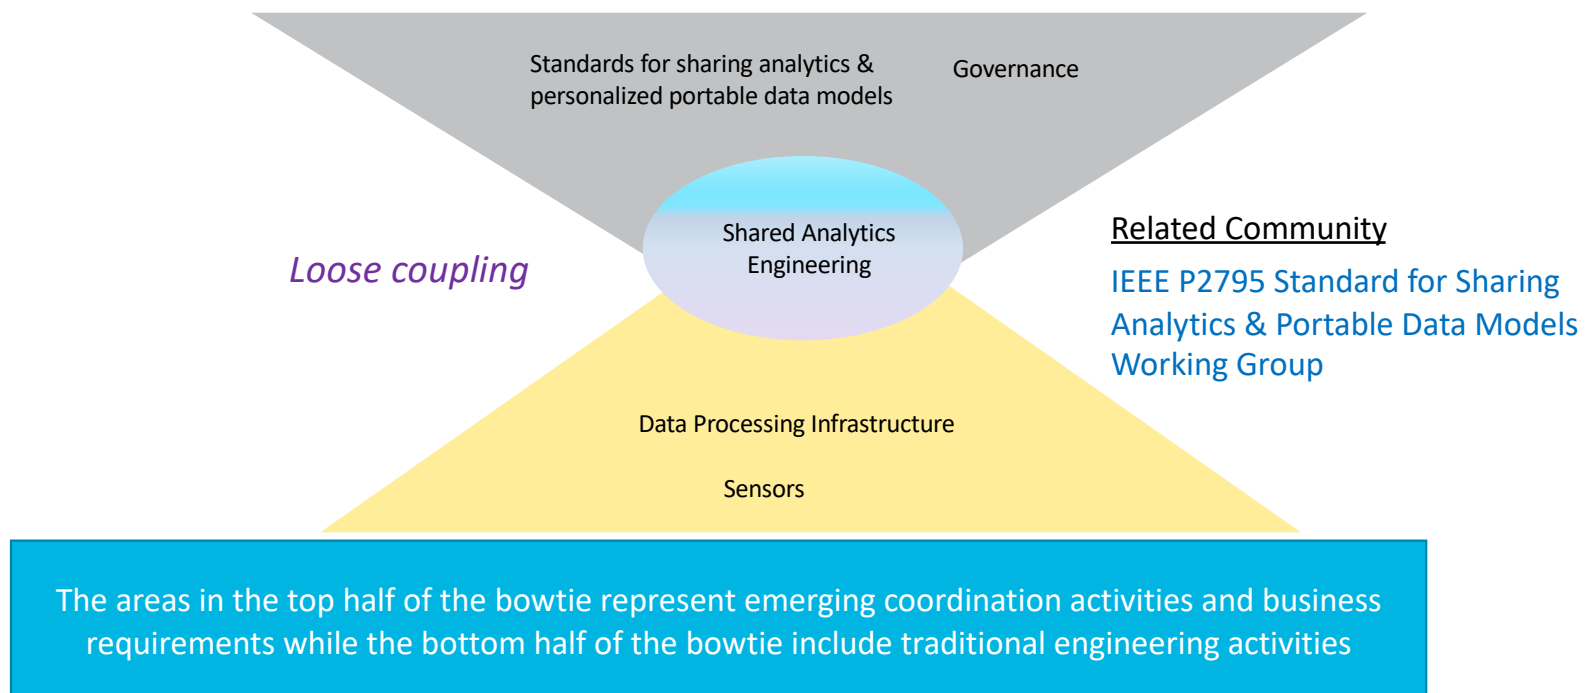 Standards for sharing analytics &
personalized portable data models
Governance
Shared Analytics
Engineering
Loose coupling
Related Community
IEEE P2795 Standard for Sharing
Analytics & Portable Data Models
Working Group
Data Processing Infrastructure
Sensors
The areas in the top half of the bowtie represent emerging coordination activities and business
requirements while the bottom half of the bowtie include traditional engineering activities